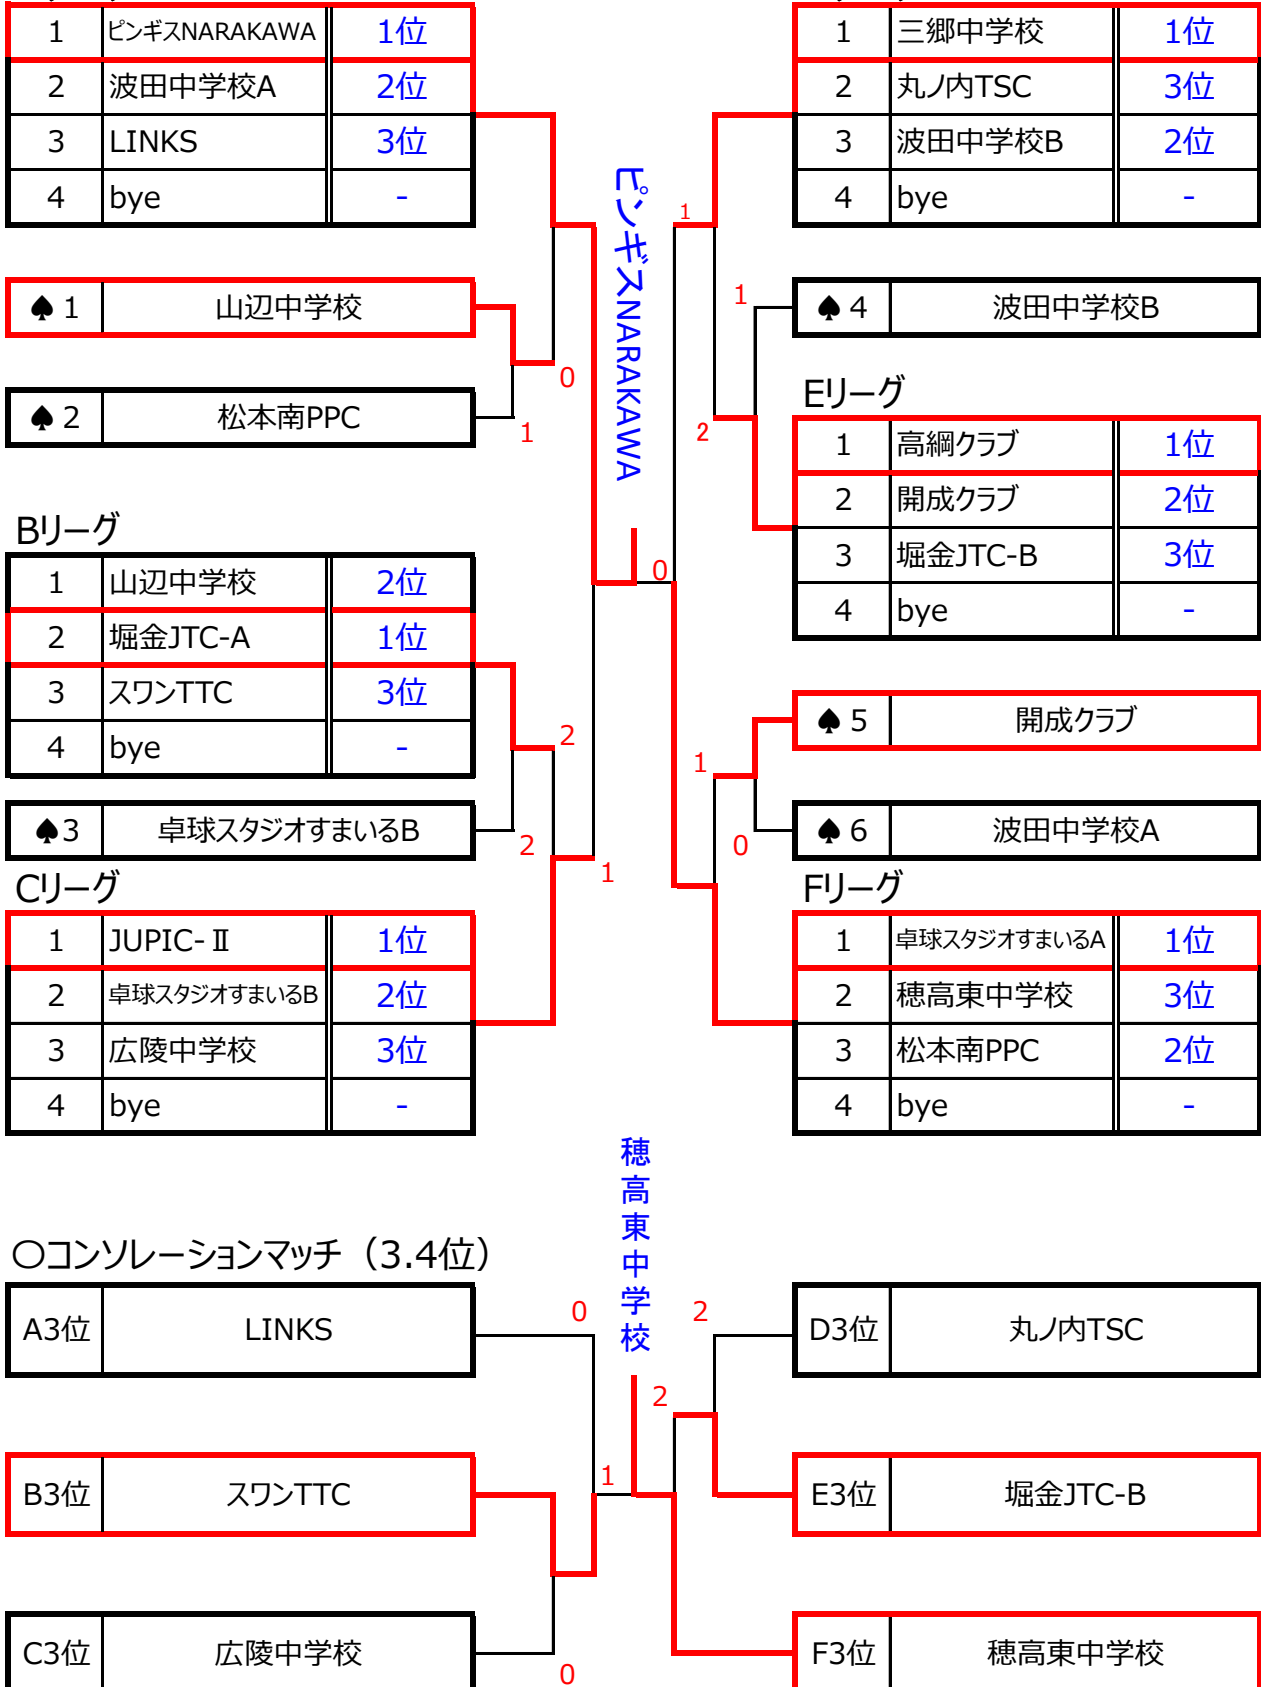 1 ピンギスNARAKAWA 1位
2 波田中学校A 2位
3 LINKS 3位
4 bye -
♠ 1 山辺中学校
♠ 2 松本南PPC
0
1
Bリーグ
1 山辺中学校 2位
2 堀金JTC-A 1位
3 スワンTTC 3位
4 bye -
♠3 卓球スタジオすまいるB
2
2
1
Cリーグ
1 JUPIC-Ⅱ 1位
2 卓球スタジオすまいるB 2位
3 広陵中学校 3位
4 bye -
ピンギスNARAKAWA
0
1 三郷中学校 1位
2 丸ノ内TSC 3位
3 波田中学校B 2位
4 bye -
1
1
2
♠ 4 波田中学校B
Eリーグ
1 高綱クラブ 1位
2 開成クラブ 2位
3 堀金JTC-B 3位
4 bye -
♠ 5 開成クラブ
1
0
♠ 6 波田中学校A
Fリーグ
1 卓球スタジオすまいるA 1位
2 穂高東中学校 3位
3 松本南PPC 2位
4 bye -
穂高東中学校
○コンソレーションマッチ（3.4位）
A3位 LINKS
0
B3位 スワンTTC
1
C3位 広陵中学校
0
2
D3位 丸ノ内TSC
2
E3位 堀金JTC-B
F3位 穂高東中学校